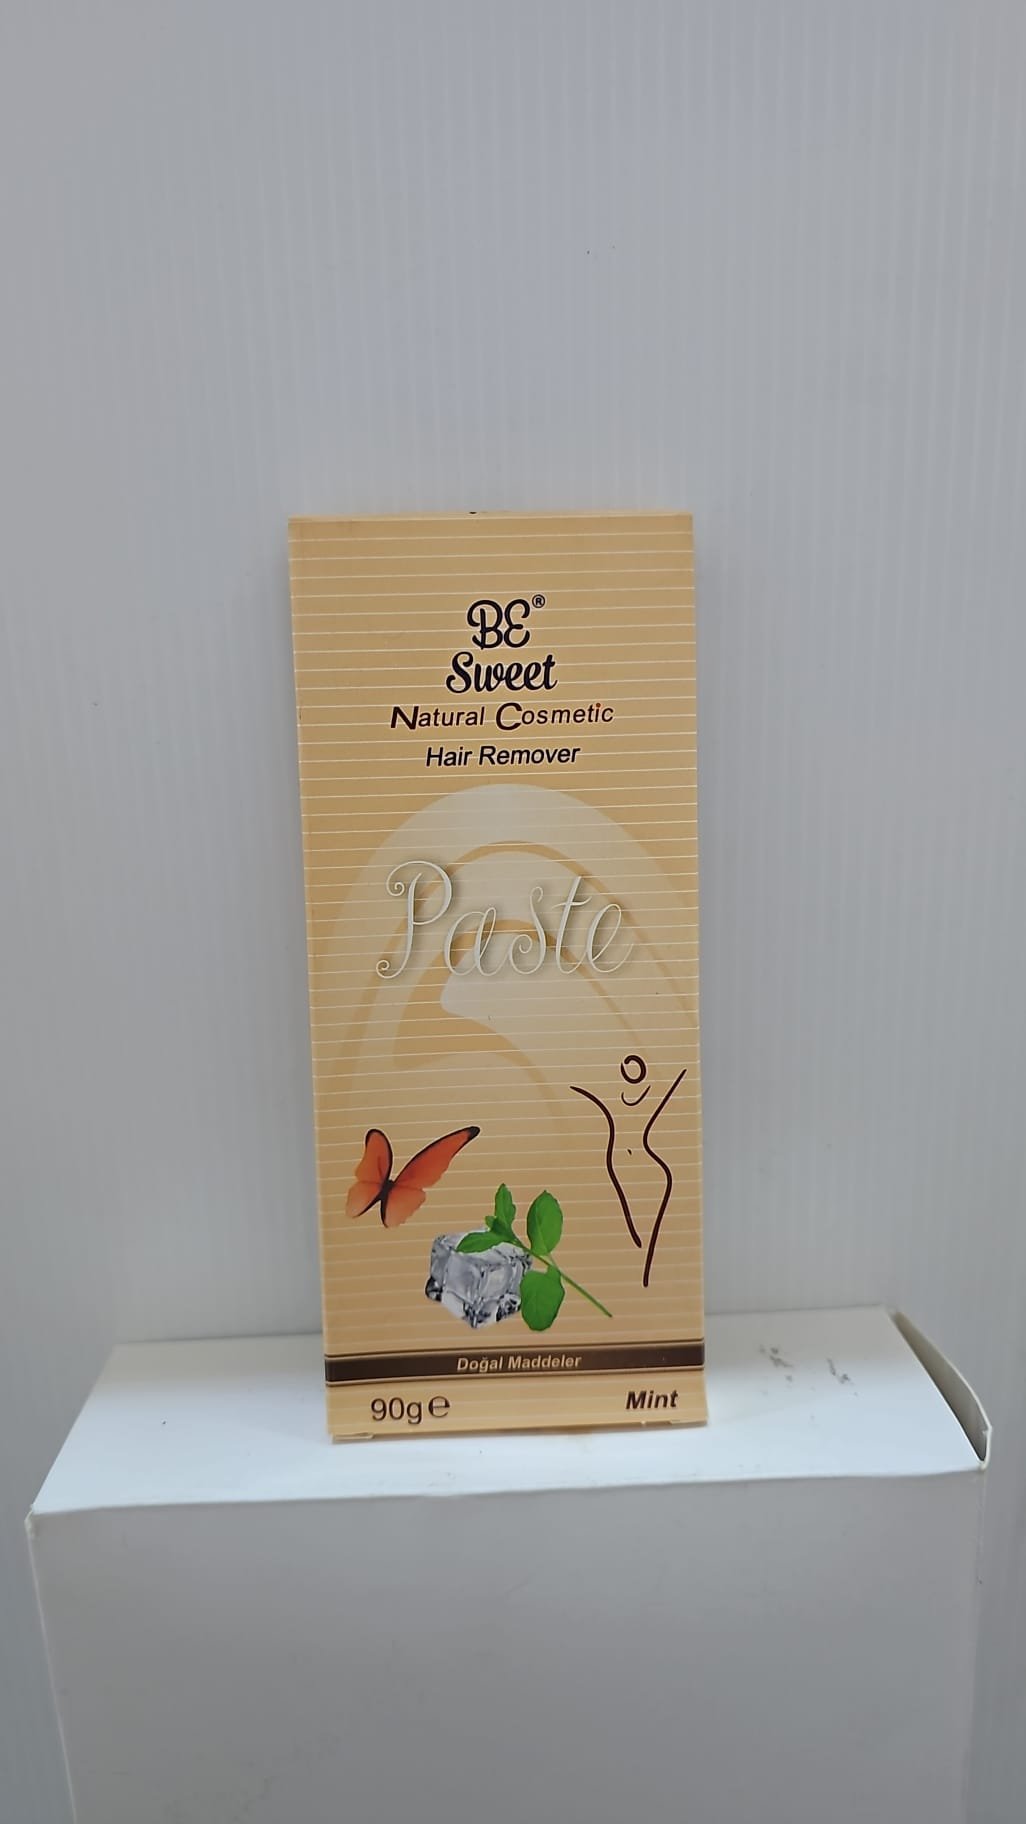 BE®
Sweet
Natural Cosmetic
Hair Remover
Paste
Doğal Maddeler
90g℮
Mint